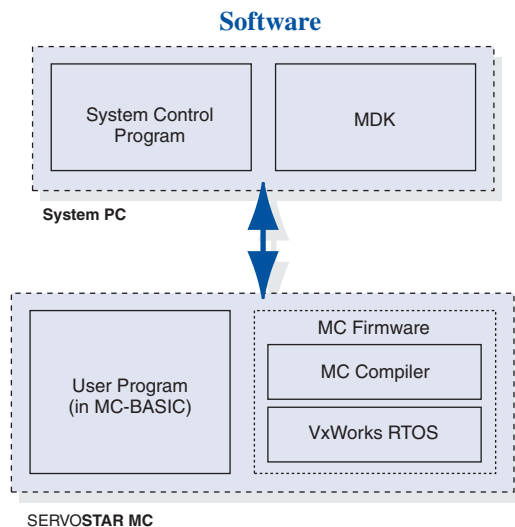 Software
System Control
Program
MDK
System PC
MC Firmware
User Program
(in MC-BASIC)
MC Compiler
VxWorks RTOS
SERVOSTAR MC